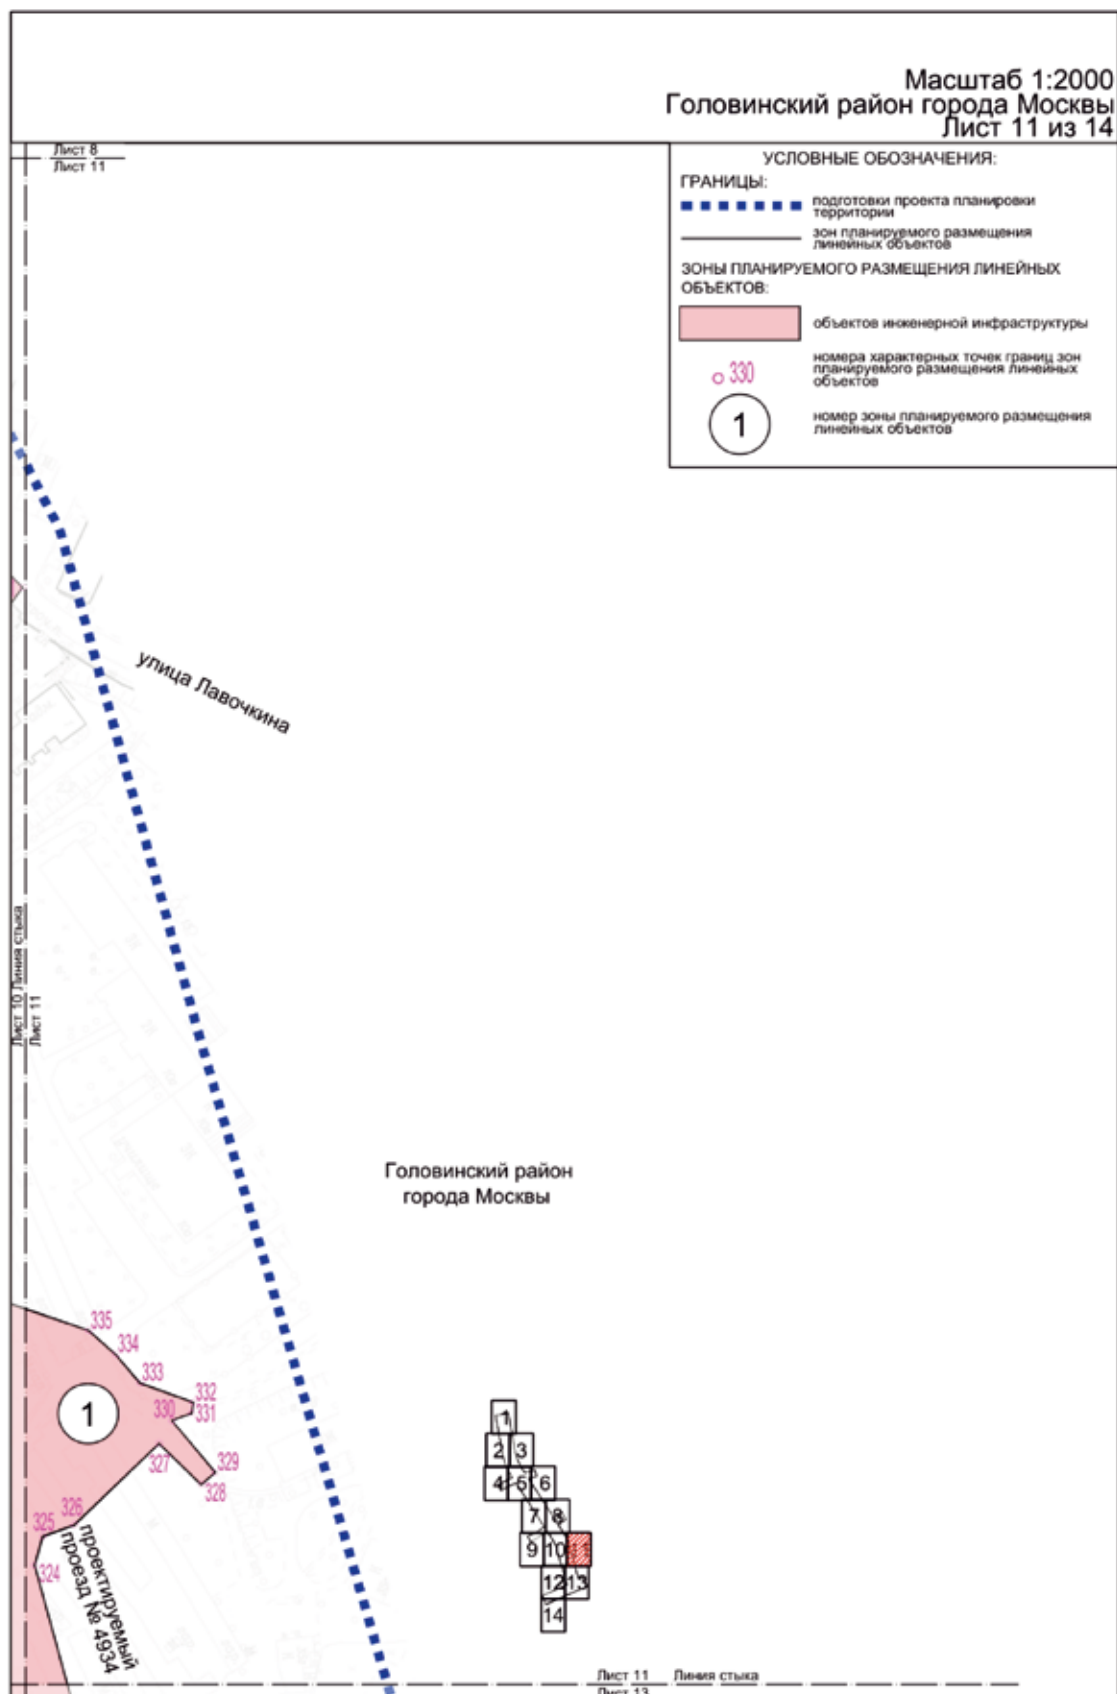 Масштаб 1:2000
Головинский район города Москвы
Лист 11 из 14
Лист 8
Лист 11
УСЛОВНЫЕ ОБОЗНАЧЕНИЯ:
ГРАНИЦЫ:
подготовки проекта планировки
территории
зон планируемого размещения
линейных объектов
ЗОНЫ ПЛАНИРУЕМОГО РАЗМЕЩЕНИЯ ЛИНЕЙНЫХ
ОБЪЕКТОВ:
объектов инженерной инфраструктуры
330
номера характерных точек границ зон
планируемого размещения линейных
объектов
1
номер зоны планируемого размещения
линейных объектов
улица Лавочкина
Лист 10 Линия стыка
Лист 11
Головинский район
города Москвы
335
334
333
332
331
330
1
329
328
327
326
325
324
проектируемый
проезд № 4934
1
2 3
4 5 6
7 8
9 10 11
12 13
14
Лист 11 Линия стыка
Лист 13